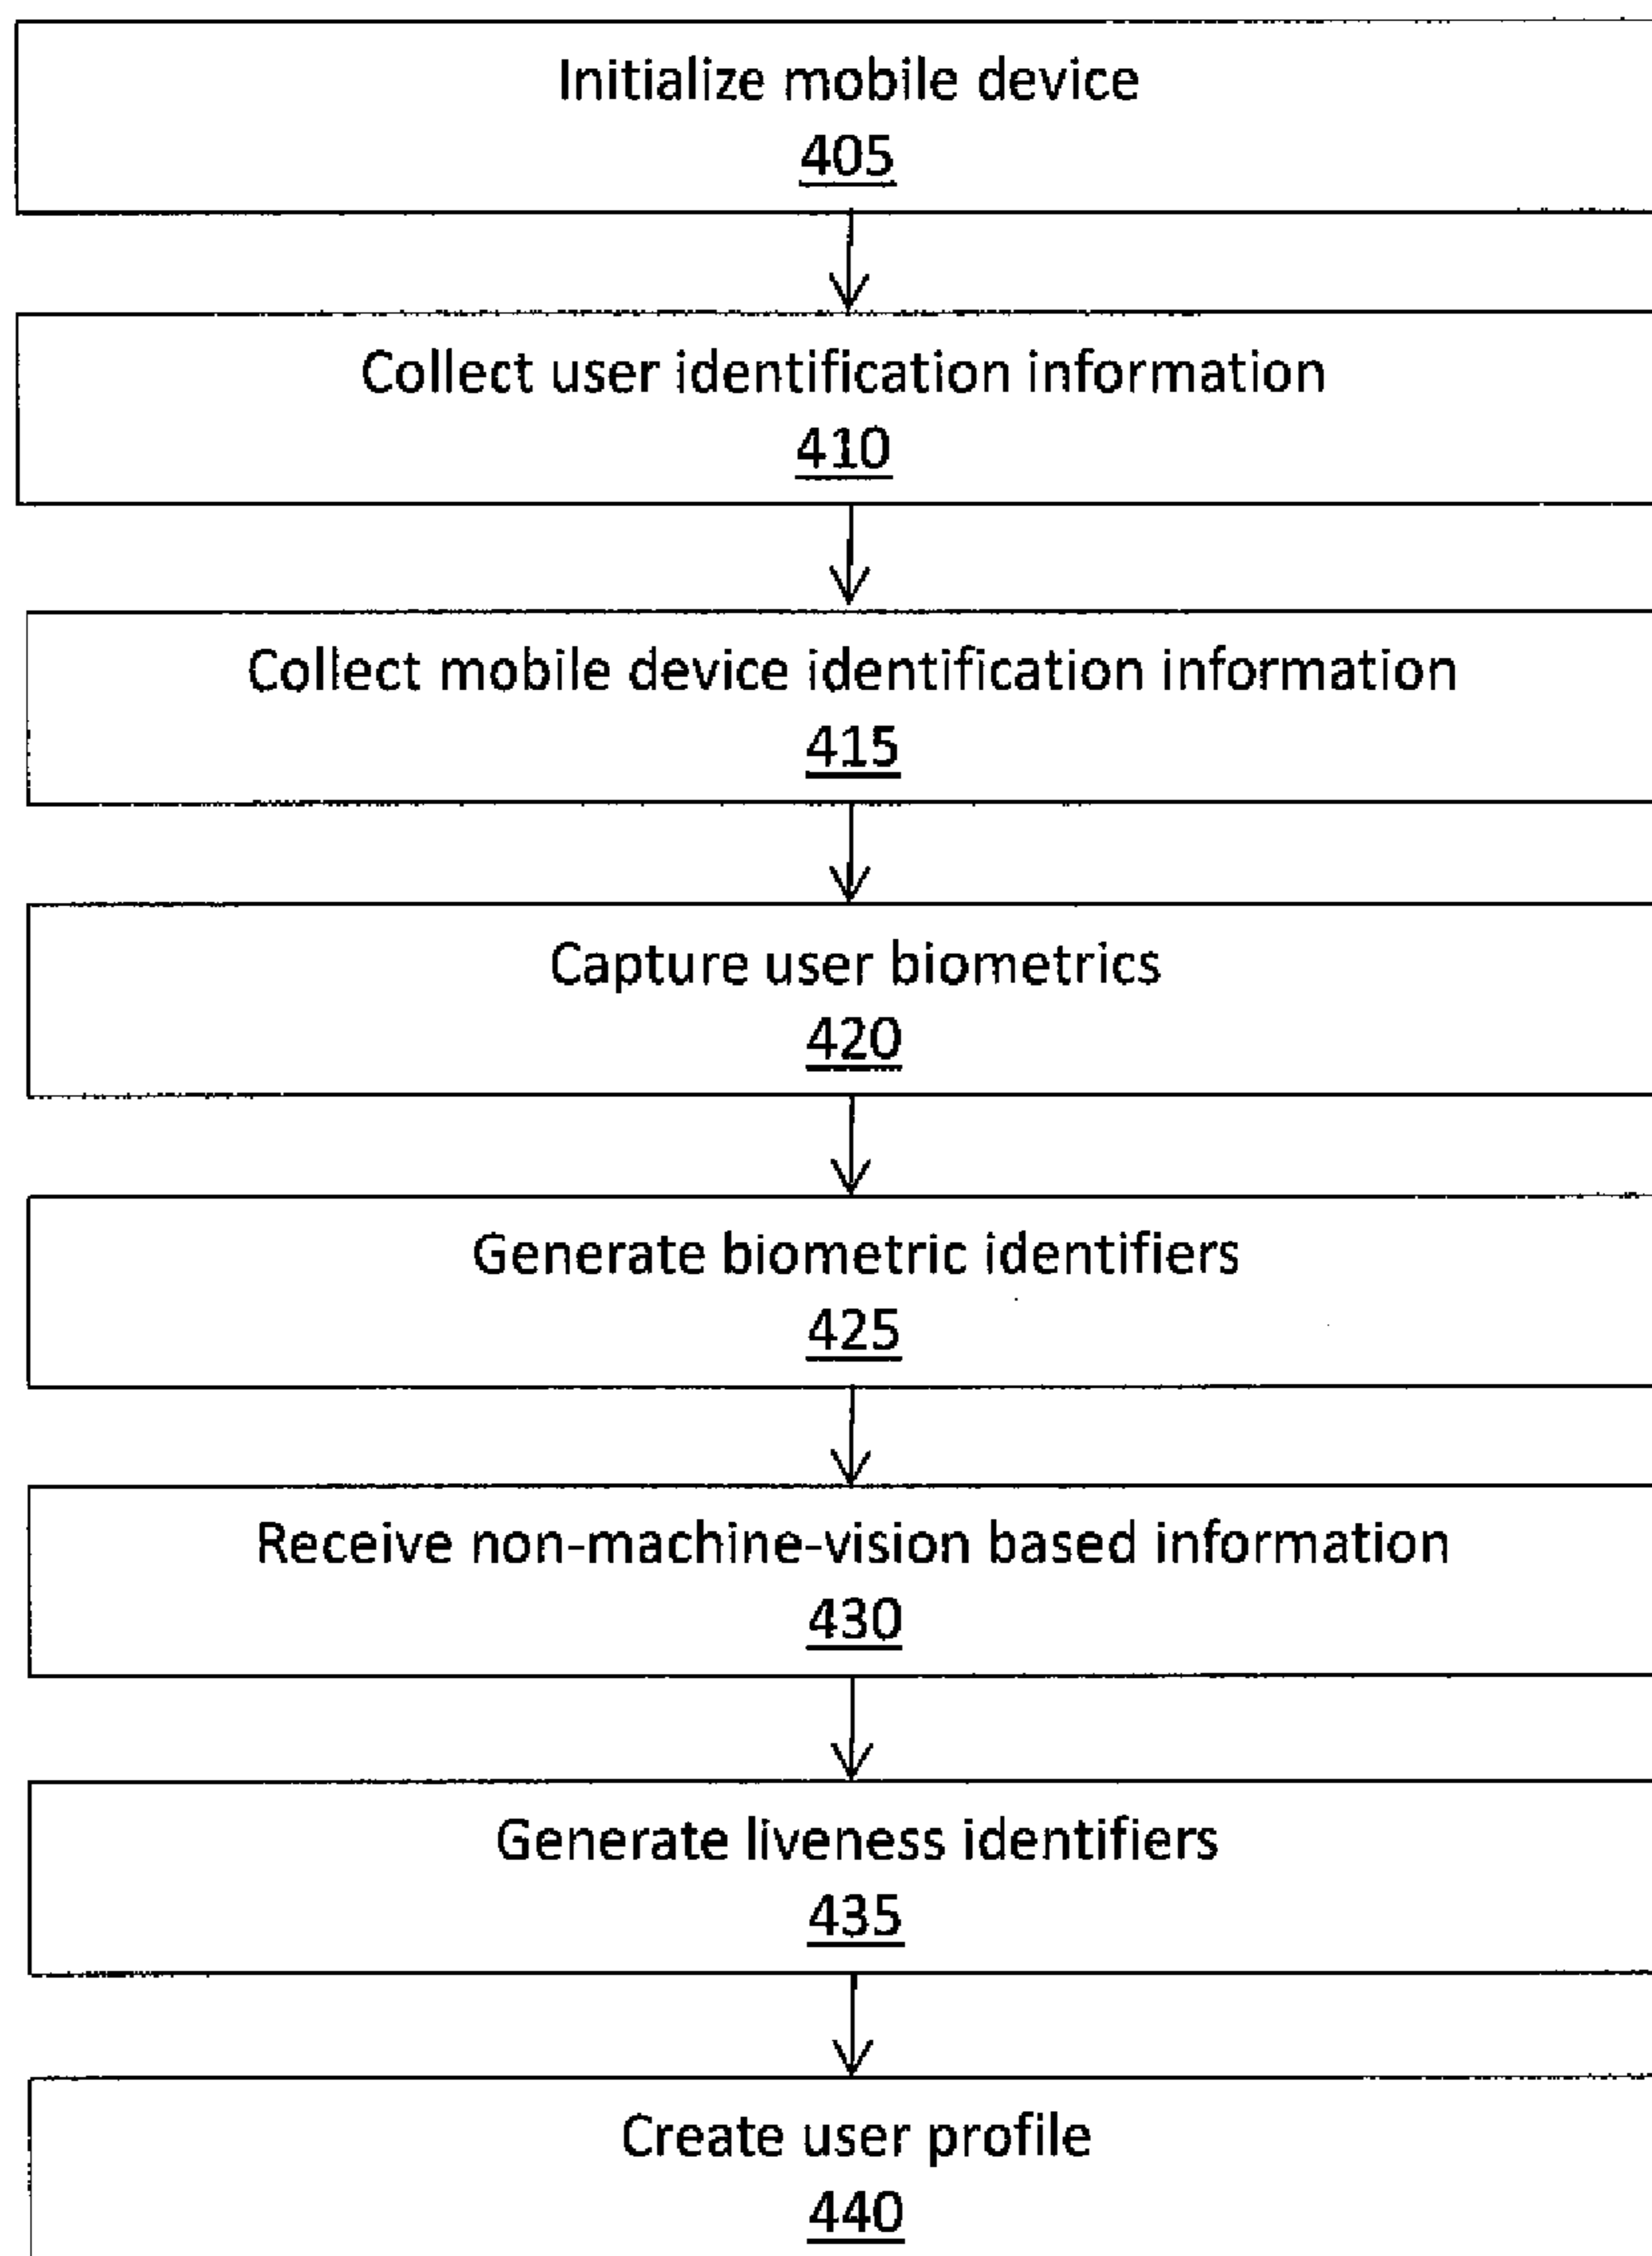 Initialize mobile device
405
Collect user identification information
410
Collect mobile device identification information
415
Capture user biometrics
420
Generate biometric identifiers
425
Receive non-machine-vision based information
430
Generate liveness identifiers
435
Create user profile
440